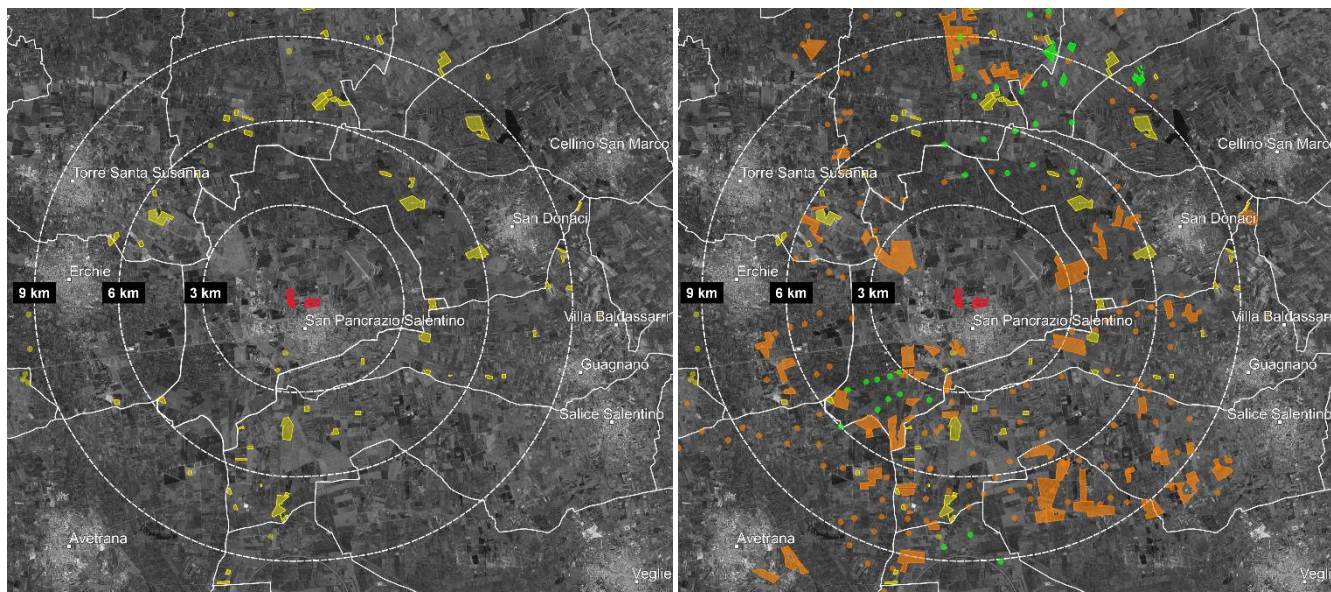 Cellino San Marco
Torre Santa Susanna
San Donaci
Erchie
9 km
6 km
3 km
San Pancrazio Salentino
Villa Baldassarri
Guagnano
Salice Salentino
Avetrana
Veglie
Cellino San Marco
Torre Santa Susanna
San Donaci
Erchie
9 km
6 km
3 km
San Pancrazio Salentino
Villa Baldassarri
Guagnano
Salice Salentino
Avetrana
Veglie